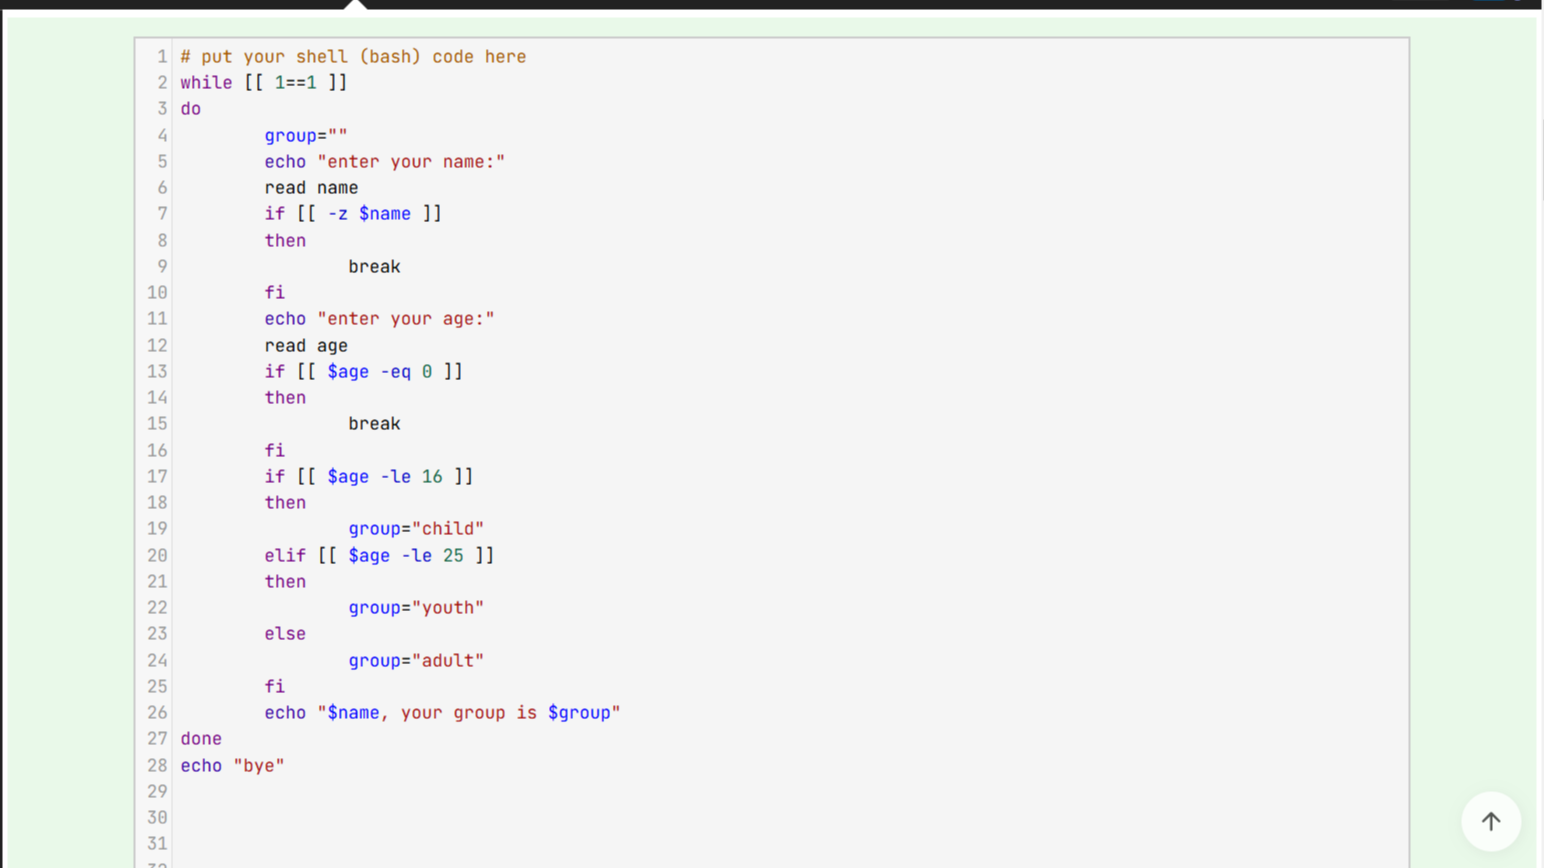 1 # put your shell (bash) code here
2 while [[ 1==1 ]]
3 do
4         group=""
5         echo "enter your name:"
6         read name
7         if [[ -z $name ]]
8         then
9                 break
10         fi
11         echo "enter your age:"
12         read age
13         if [[ $age -eq 0 ]]
14         then
15                 break
16         fi
17         if [[ $age -le 16 ]]
18         then
19                 group="child"
20         elif [[ $age -le 25 ]]
21         then
22                 group="youth"
23         else
24                 group="adult"
25         fi
26         echo "$name, your group is $group"
27 done
28 echo "bye"
29
30
31